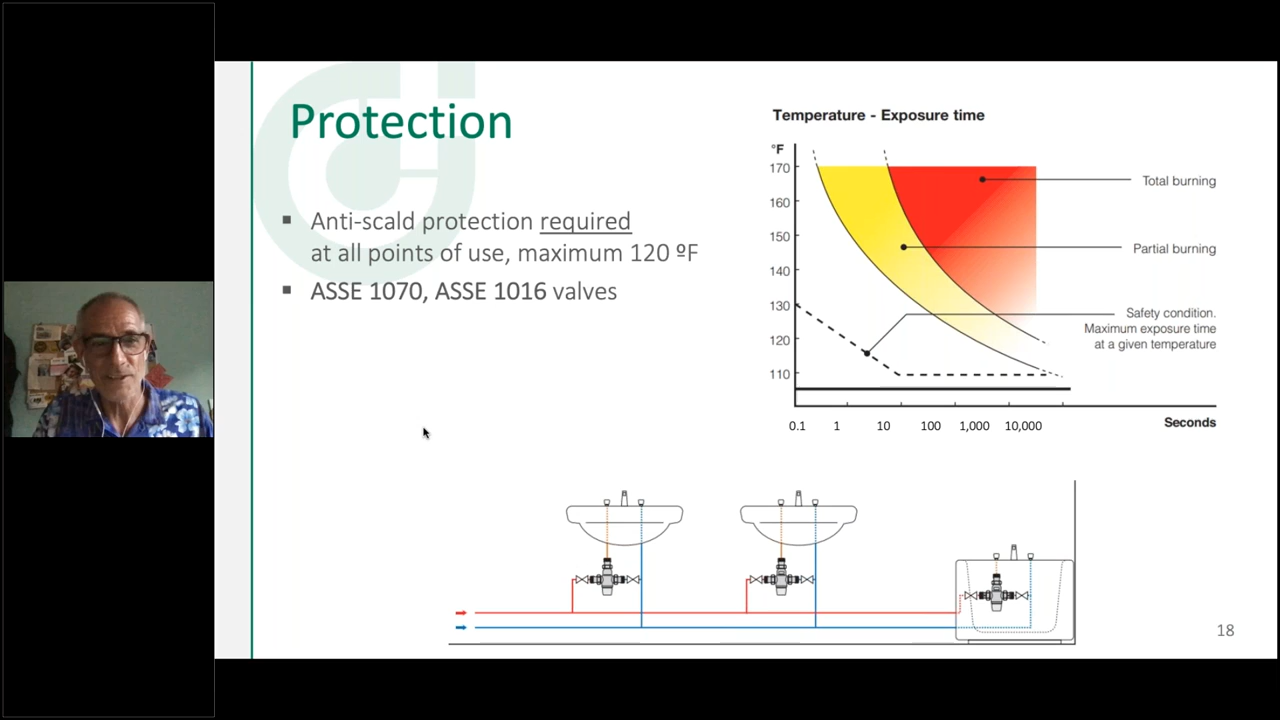 Protection
Anti-scald protection required
at all points of use, maximum 120 ºF
ASSE 1070, ASSE 1016 valves
Temperature - Exposure time
°F
170
160
150
140
130
120
110
Total burning
Partial burning
Safety condition.
Maximum exposure time
at a given temperature
0.1 1 10 100 1,000 10,000
Seconds
18